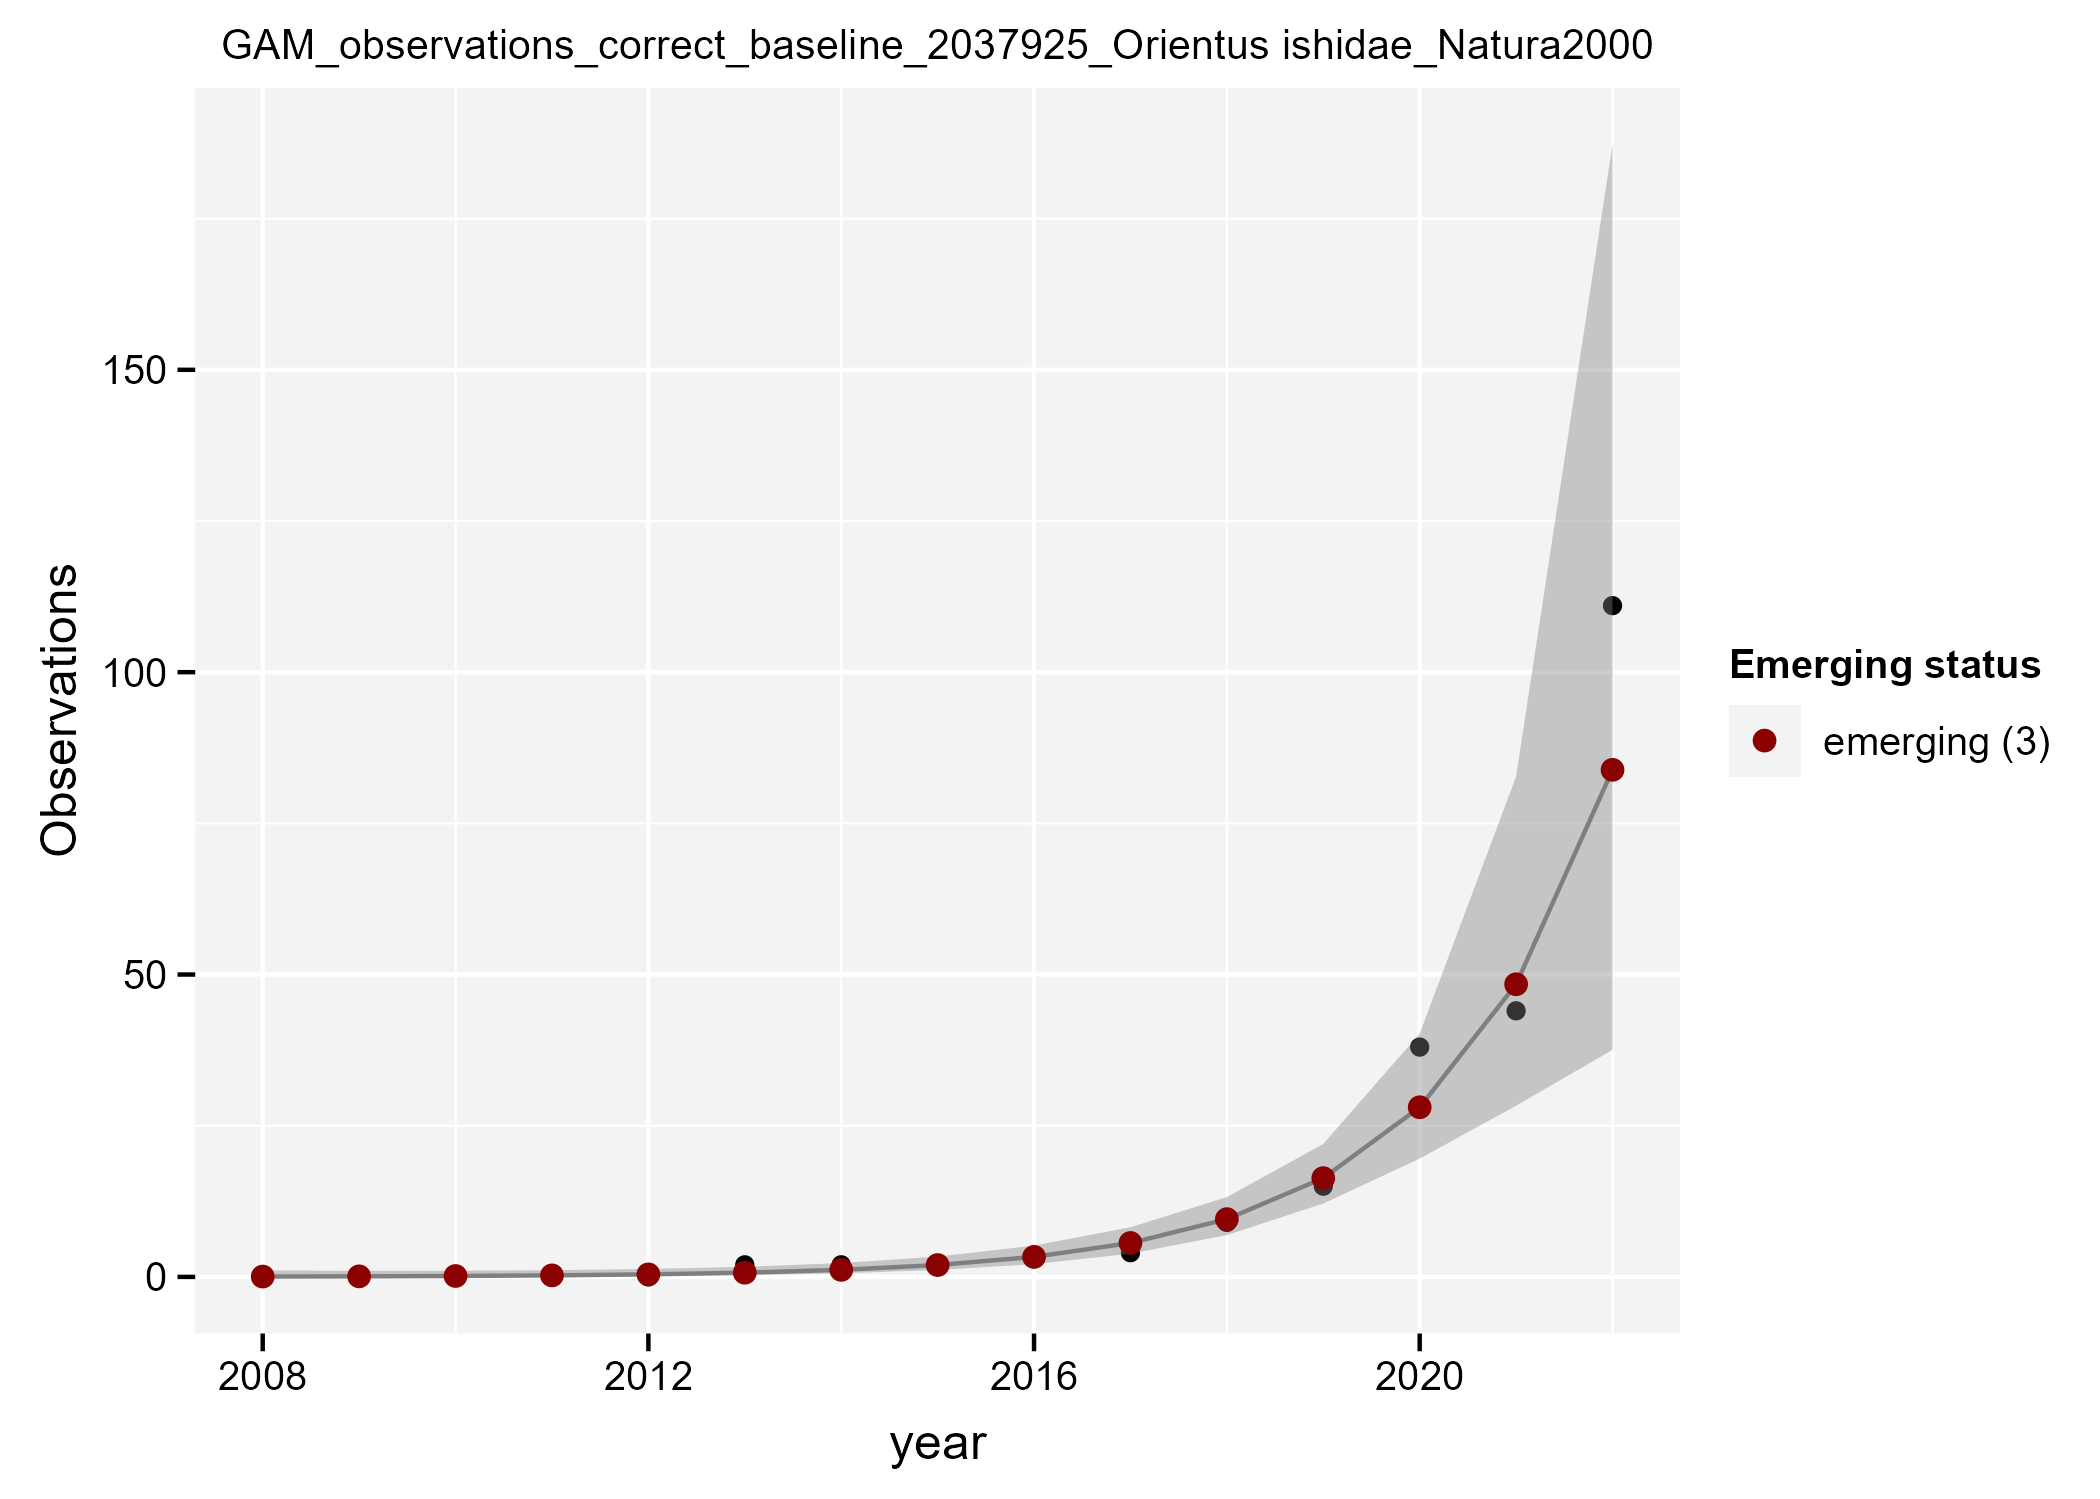 GAM_observations_correct_baseline_2037925_Orientus ishidae_Natura2000
Observations
150
100
50
0
2008 2012 2016 2020
year
Emerging status
emerging (3)